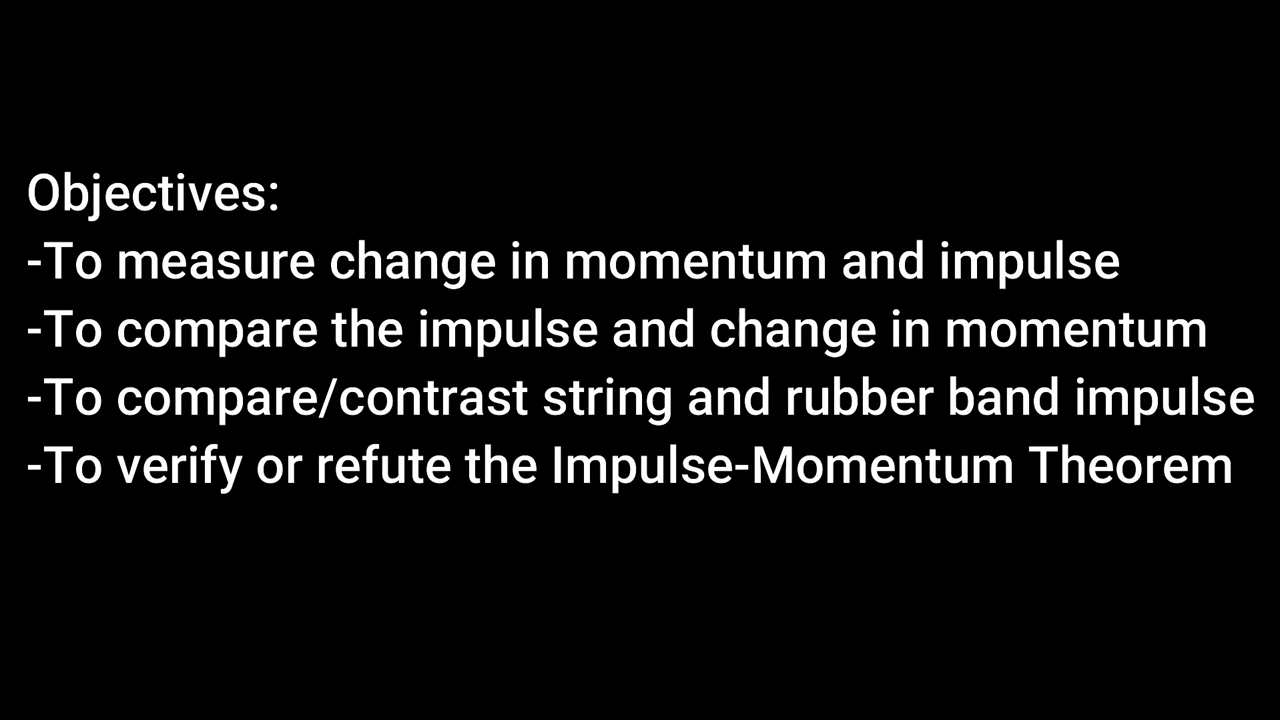 Objectives:
-To measure change in momentum and impulse
-To compare the impulse and change in momentum
-To compare/contrast string and rubber band impulse
-To verify or refute the Impulse-Momentum Theorem